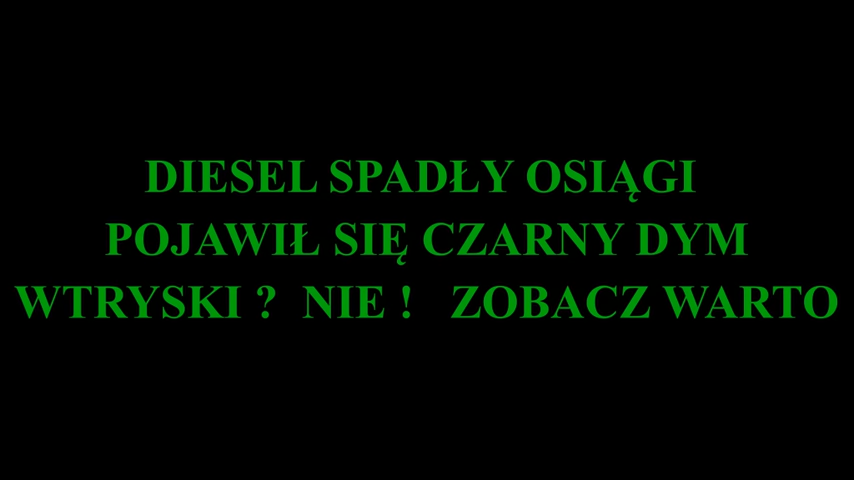 DIESEL SPADŁY OSIĄGI
POJAWIŁ SIĘ CZARNY DYM
WTRYSKI ? NIE ! ZOBACZ WARTO